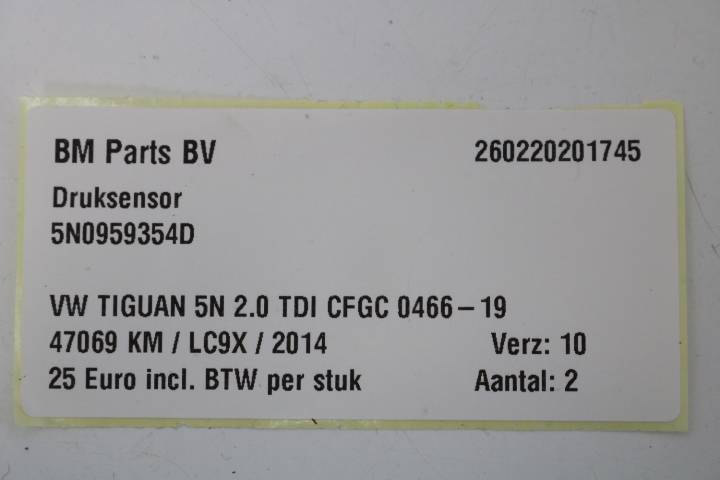 BM Parts BV 260220201745
Druksensor
5N0959354D
VW TIGUAN 5N 2.0 TDI CFGC 0466-19
47069 KM / LC9X / 2014 Verz: 10
25 Euro incl. BTW per stuk Aantal: 2